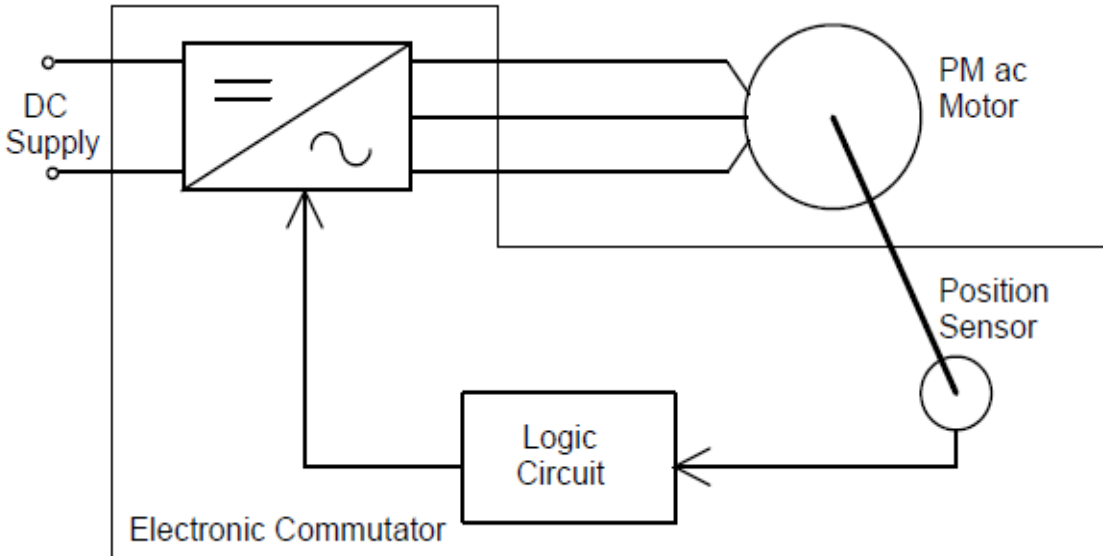 PM ac
Motor
DC
Supply
Position
Sensor
Logic
Circuit
Electronic Commutator